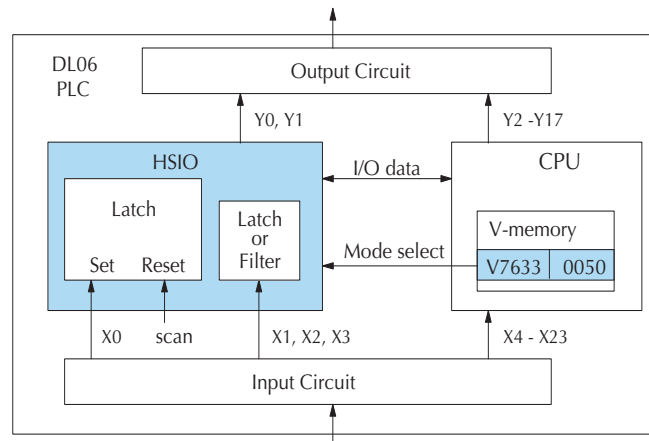 DL06
PLC
Output Circuit
Y0, Y1
Y2 -Y17
HSIO
I/O data
CPU
Latch
Set Reset
Latch
or
Filter
Mode select
V-memory
V7633 0050
X0
scan
X1, X2, X3
X4 - X23
Input Circuit